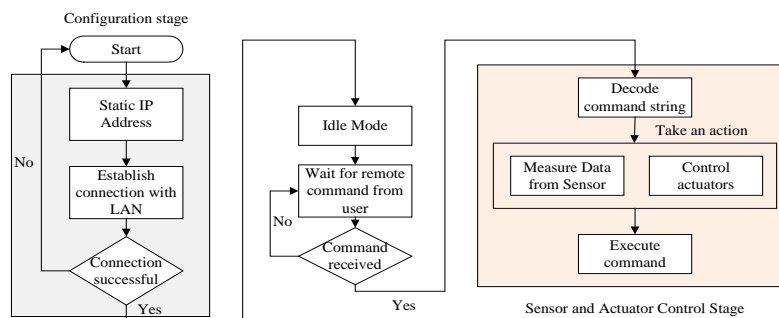 Configuration stage
Start
Static IP
Address
No
Establish
connection with
LAN
Connection
successful
Yes
Idle Mode
Wait for remote
command from
user
No
Command
received
Yes
Decode
command string
Take an action
Measure Data
from Sensor
Control
actuators
Execute
command
Sensor and Actuator Control Stage